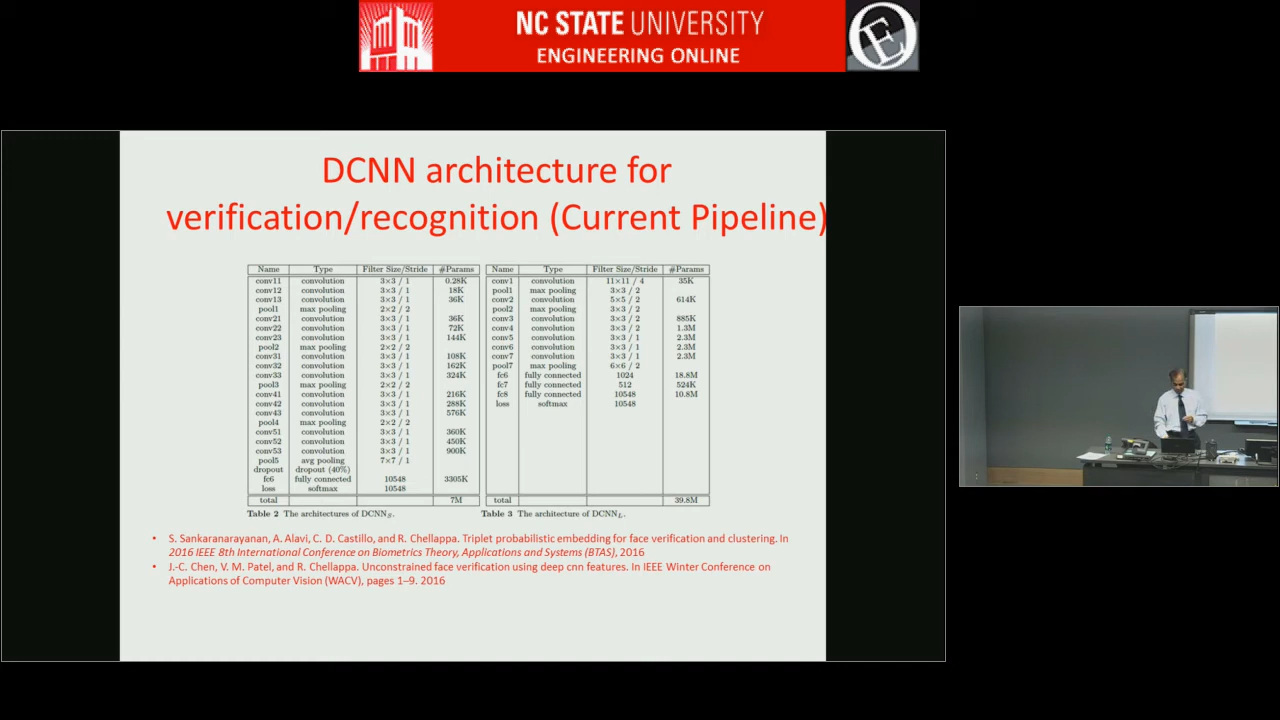 NC STATE UNIVERSITY
ENGINEERING ONLINE
DCNN architecture for
verification/recognition (Current Pipeline)
Name Type Filter Size/Stride #Params
conv11 convolution 3×3 / 1 0.28K
conv12 convolution 3×3 / 1 18K
conv13 convolution 3×3 / 1 36K
pool1 max pooling 2×2 / 2
conv21 convolution 3×3 / 1 36K
conv22 convolution 3×3 / 1 72K
conv23 convolution 3×3 / 1 144K
pool2 max pooling 2×2 / 2
conv31 convolution 3×3 / 1 108K
conv32 convolution 3×3 / 1 162K
conv33 convolution 3×3 / 1 324K
pool3 max pooling 2×2 / 2
conv41 convolution 3×3 / 1 216K
conv42 convolution 3×3 / 1 288K
conv43 convolution 3×3 / 1 576K
pool4 max pooling 2×2 / 2
conv51 convolution 3×3 / 1 360K
conv52 convolution 3×3 / 1 450K
conv53 convolution 3×3 / 1 900K
pool5 avg pooling 7×7 / 1
dropout dropout (40%)
fc6 fully connected 10548 3305K
loss softmax 10548
total 7M
Table 2 The architectures of DCNNS.
Name Type Filter Size/Stride #Params
conv1 convolution 11×11 / 4 35K
pool1 max pooling 3×3 / 2
conv2 convolution 5×5 / 2 614K
pool2 max pooling 3×3 / 2
conv3 convolution 3×3 / 2 885K
conv4 convolution 3×3 / 2 1.3M
conv5 convolution 3×3 / 1 2.3M
conv6 convolution 3×3 / 1 2.3M
conv7 convolution 3×3 / 1 2.3M
pool7 max pooling 6×6 / 2
fc6 fully connected 1024 18.8M
fc7 fully connected 512 524K
fc8 fully connected 10548 10.8M
loss softmax 10548
total 39.8M
Table 3 The architecture of DCNNL.
• S. Sankaranarayanan, A. Alavi, C. D. Castillo, and R. Chellappa. Triplet probabilistic embedding for face verification and clustering. In
2016 IEEE 8th International Conference on Biometrics Theory, Applications and Systems (BTAS), 2016
• J.-C. Chen, V. M. Patel, and R. Chellappa. Unconstrained face verification using deep cnn features. In IEEE Winter Conference on
Applications of Computer Vision (WACV), pages 1–9. 2016